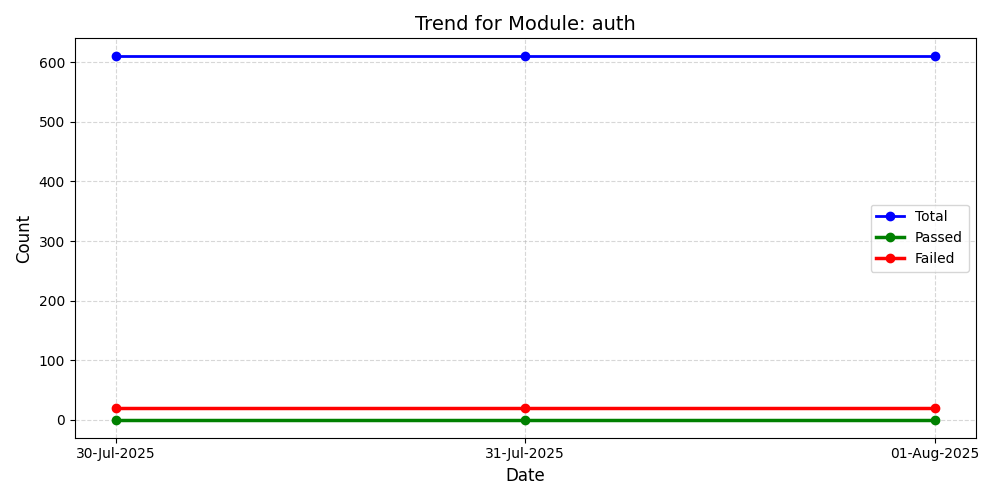 Trend for Module: auth
600
500
400
300
200
100
0
Count
Total
Passed
Failed
30-Jul-2025
31-Jul-2025
01-Aug-2025
Date